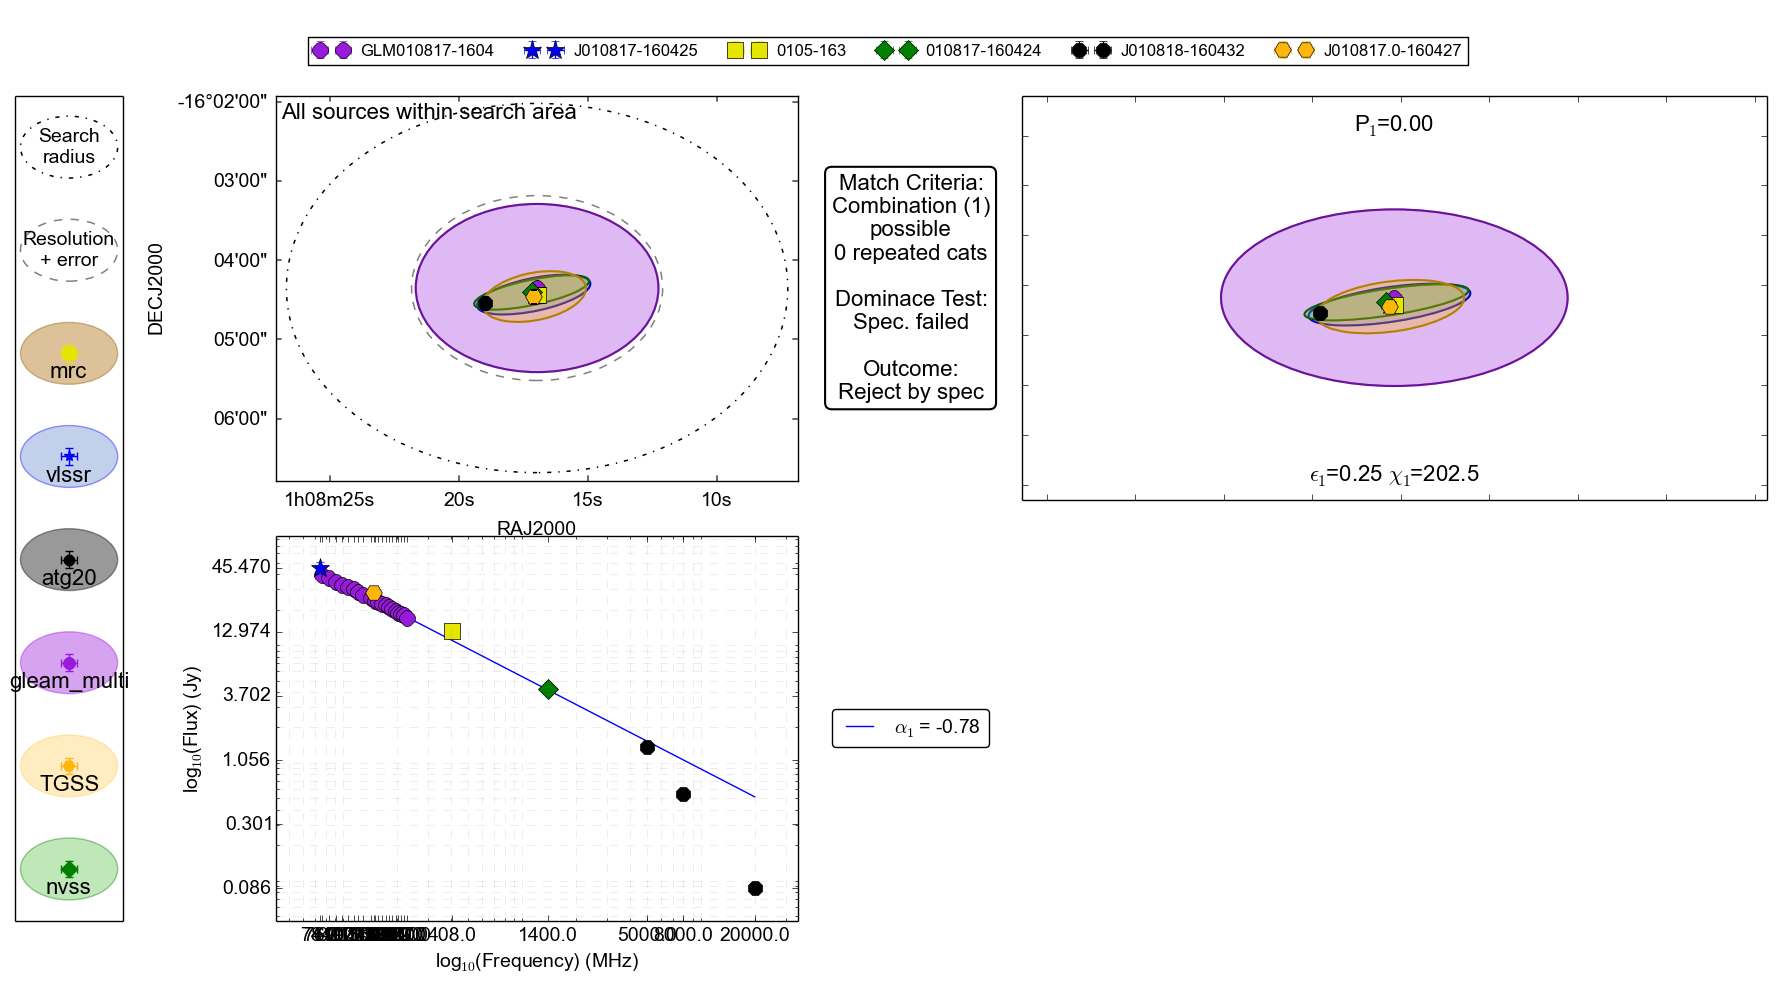 GLM010817-1604 J010817-160425 0105-163 010817-160424 J010818-160432 J010817.0-160427
Search
radius
Resolution
+ error
mrc
vlssr
atg20
gleam_multi
TGSS
nvss
All sources within search area
-16°02'00"
03'00"
04'00"
05'00"
06'00"
DECJ2000
1h08m25s 20s 15s 10s
RAJ2000
Match Criteria:
Combination (1)
possible
0 repeated cats
Dominace Test:
Spec. failed
Outcome:
Reject by spec
P1=0.00
ϵ1=0.25 χ1=202.5
45.470
12.974
3.702
1.056
0.301
0.086
log10(Flux) (Jy)
408.0 1400.0 5000.0 8000.0 20000.0
log10(Frequency) (MHz)
α1 = -0.78